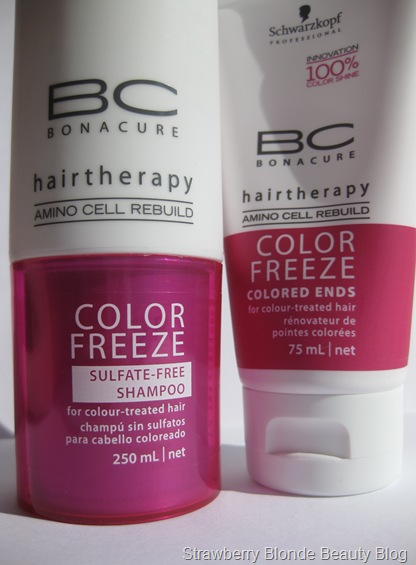 BC
BONACURE
hairtherapy
AMINO CELL REBUILD
COLOR
FREEZE
SULFATE-FREE
SHAMPOO
for colour-treated hair
champú sin sulfatos
para cabello coloreado
250 mL | net
Schwarzkopf
PROFESSIONAL
INNOVATION
100%
COLOR SHINE
BC
BONACURE
hairtherapy
AMINO CELL REBUILD
COLOR
FREEZE
COLORED ENDS
for colour-treated hair
rénovateur de
pointes colorées
75 mL | net
Strawberry Blonde Beauty Blog